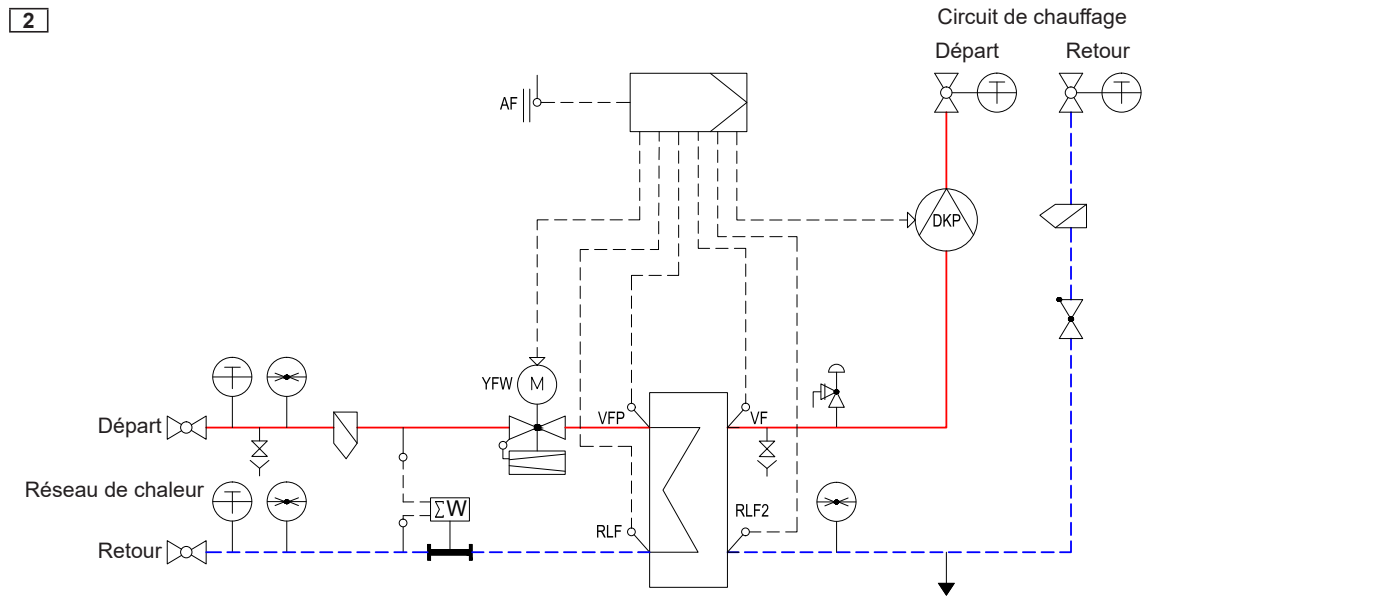 2
Circuit de chauffage
Départ
Retour
AF
T
T
DKP
T
YFW
M
Départ
VFP
VF
Réseau de chaleur
T
ΣW
RLF
RLF2
Retour